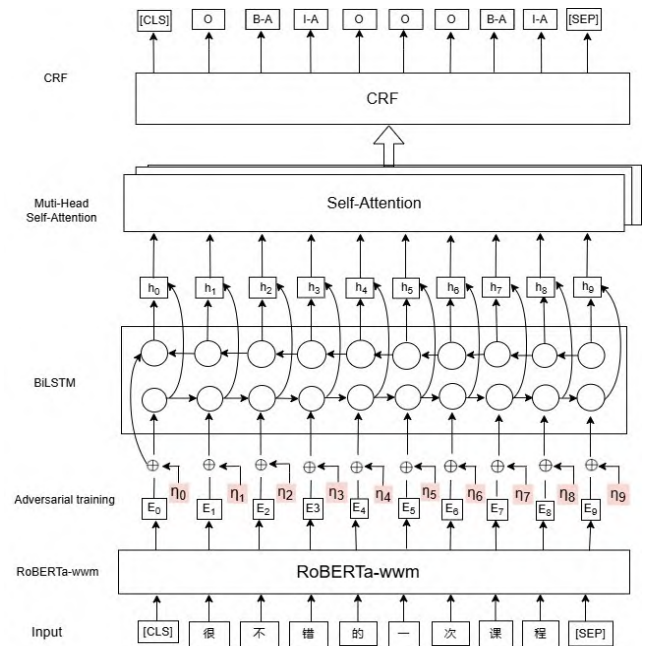 [CLS] O B-A I-A O O O B-A I-A [SEP]
CRF
CRF
Muti-Head
Self-Attention
Self-Attention
h0 h1 h2 h3 h4 h5 h6 h7 h8 h9
BiLSTM
η0 η1 η2 η3 η4 η5 η6 η7 η8 η9
Adversarial training
E0 E1 E2 E3 E4 E5 E6 E7 E8 E9
RoBERTa-wwm
RoBERTa-wwm
Input
[CLS] 很 不 错 的 一 次 课 程 [SEP]